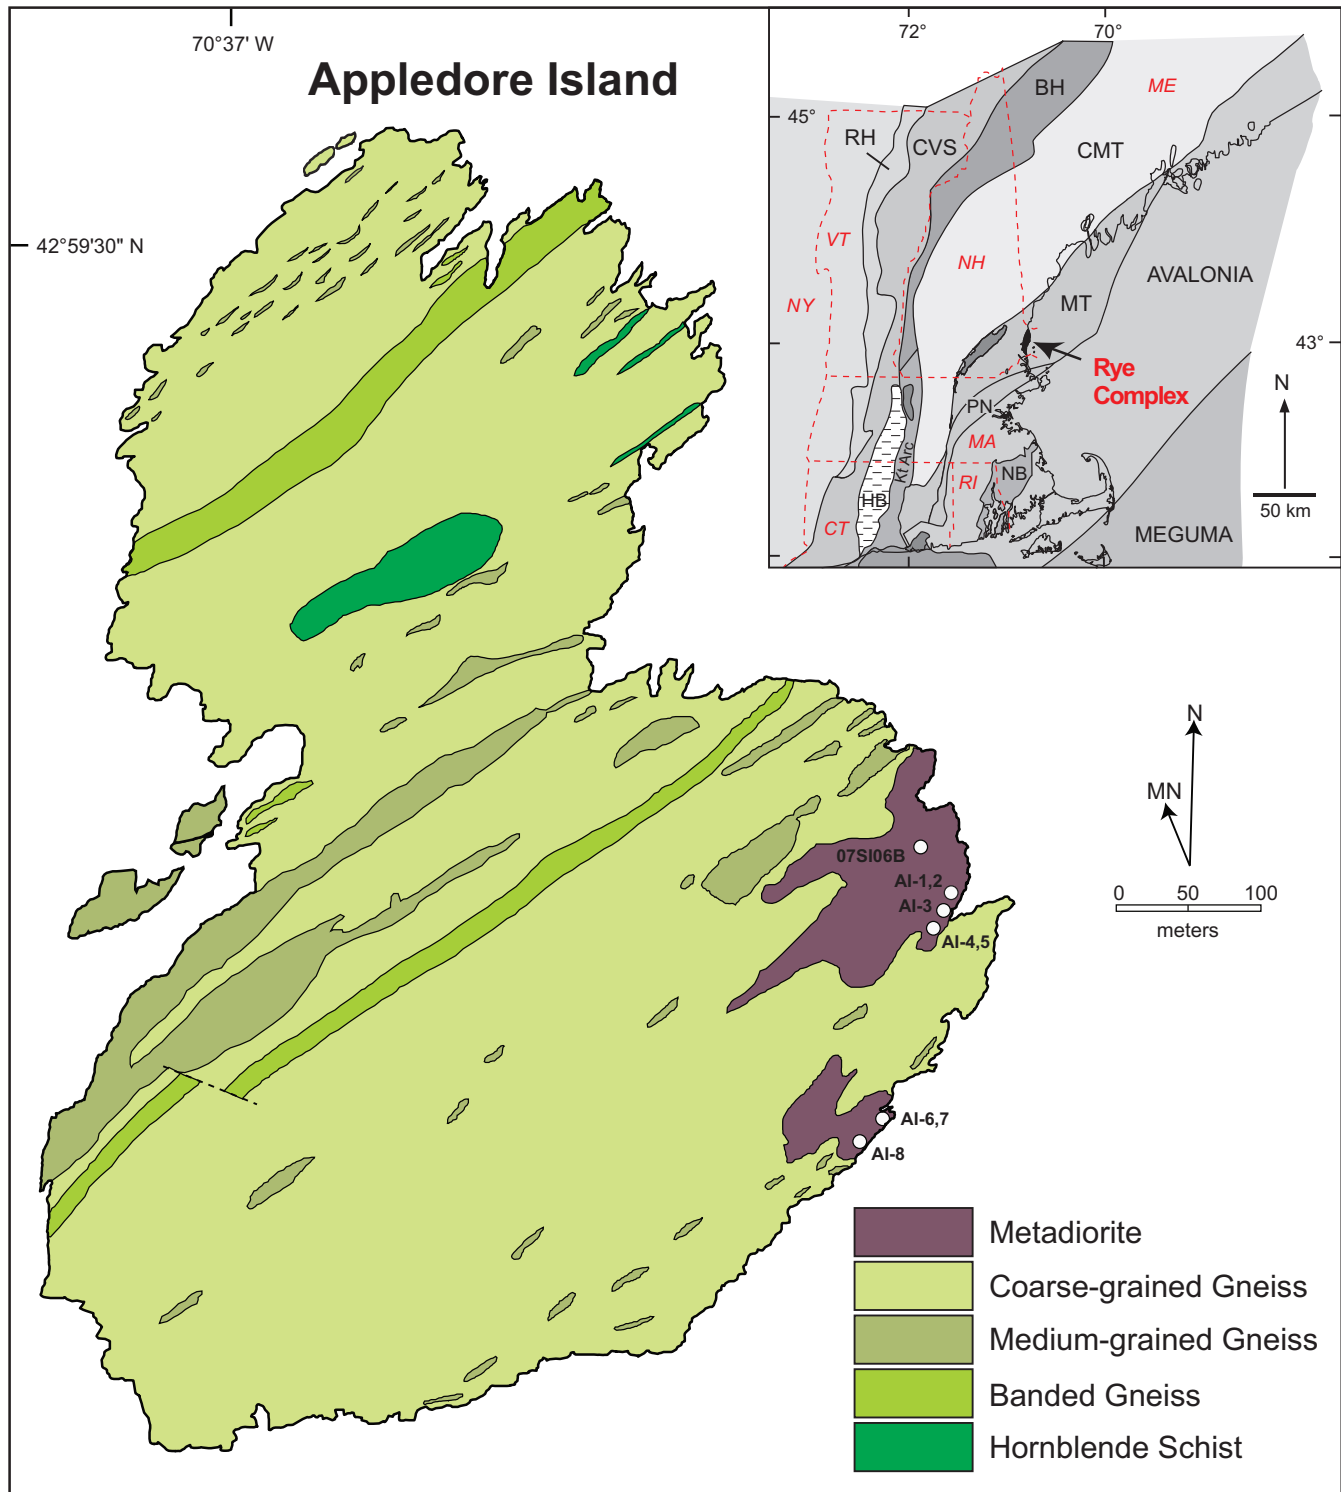 70°37' W
Appledore Island
42°59'30" N
72°
70°
45°
43°
BH
ME
RH
CVS
CMT
VT
NH
NY
MT
AVALONIA
Rye
Complex
N
PN
MA
Kt Arc
NB
HB
RI
50 km
CT
MEGUMA
N
MN
0 50 100
meters
07SI06B
AI-1,2
AI-3
AI-4,5
AI-6,7
AI-8
Metadiorite
Coarse-grained Gneiss
Medium-grained Gneiss
Banded Gneiss
Hornblende Schist